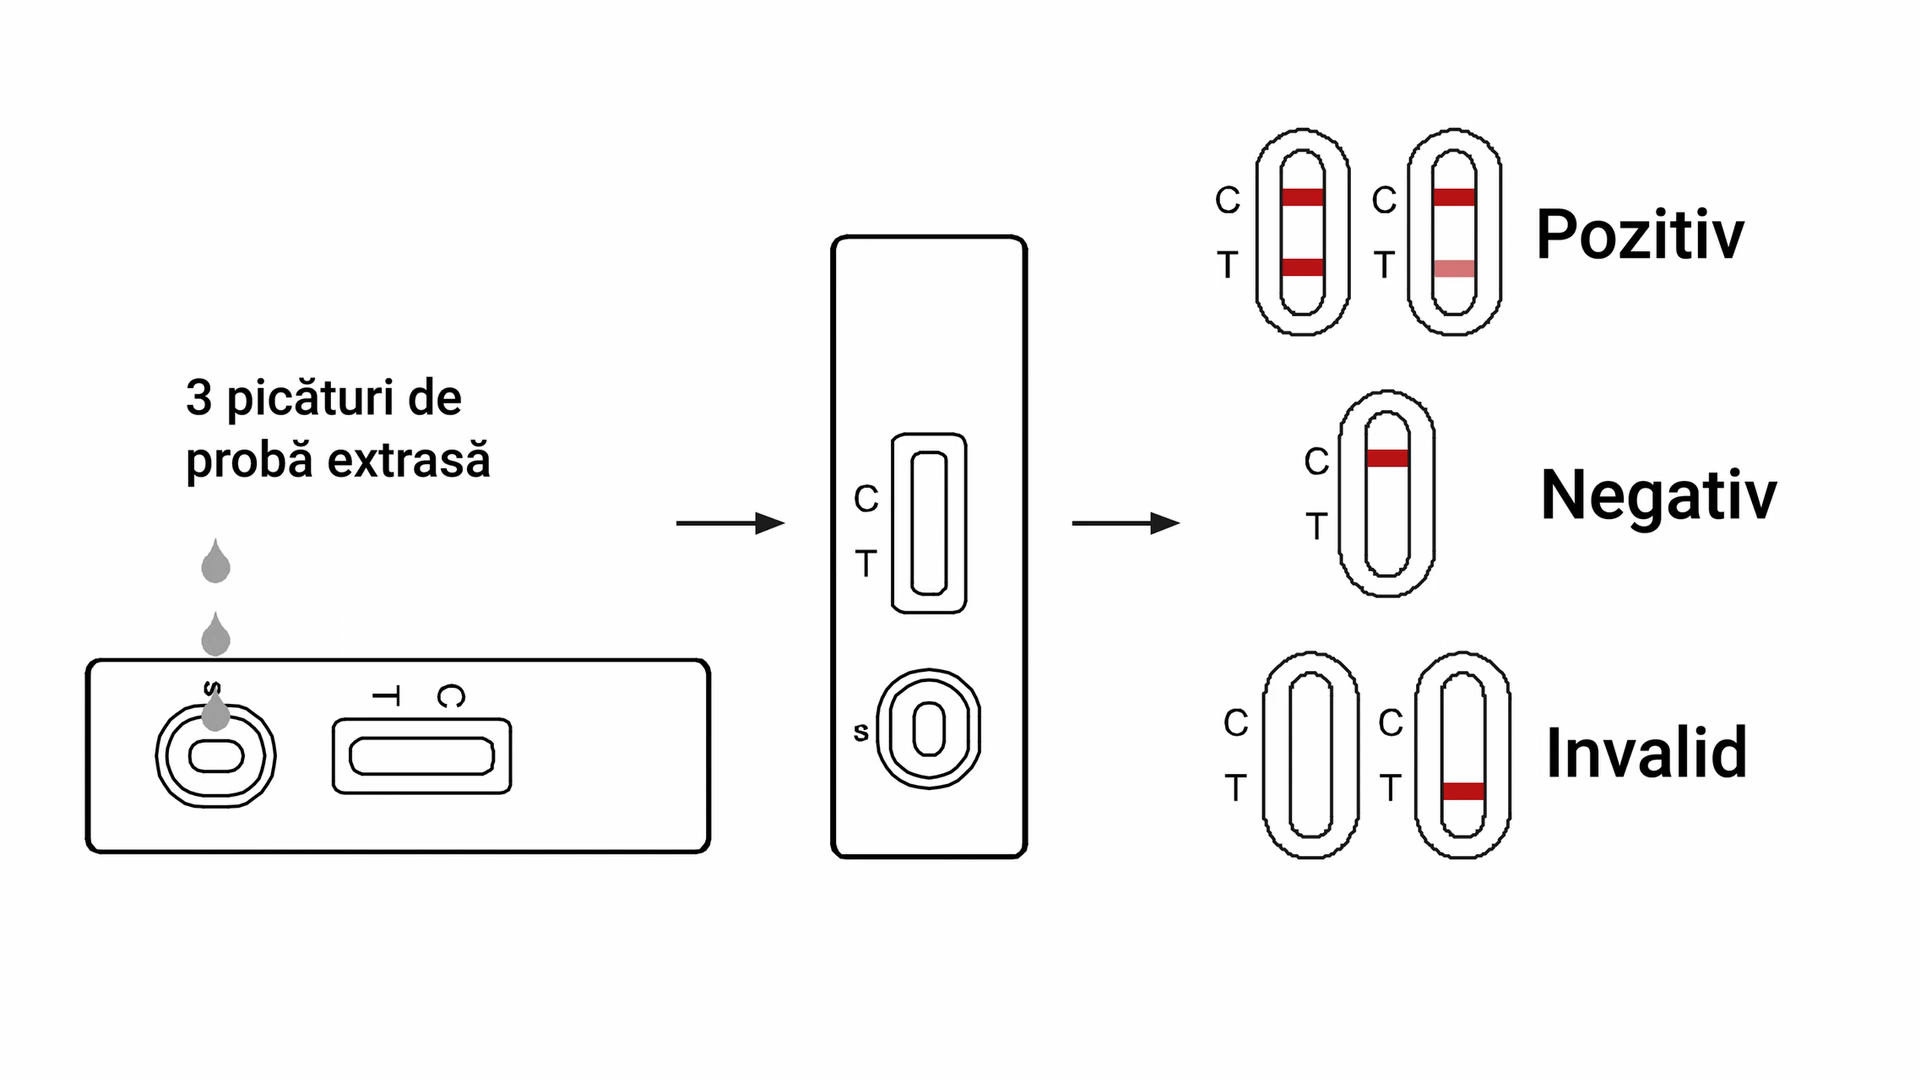 3 picături de
probă extrasă
s
T C
C
T
s
C C
T T
Pozitiv
C
T
Negativ
C C
T T
Invalid